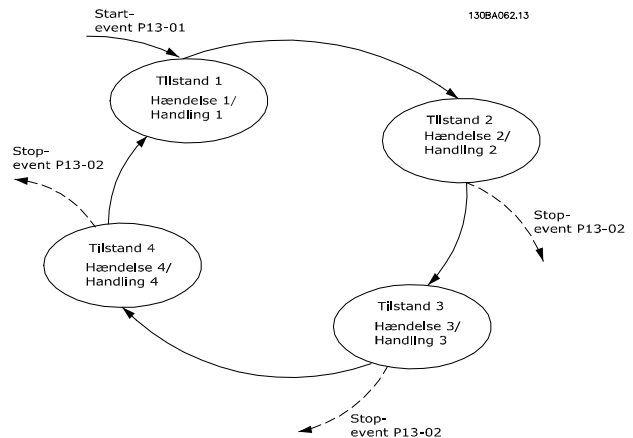 Start-
event P13-01
130BA062.13
Tilstand 1
Hændelse 1/
Handling 1
Tilstand 2
Hændelse 2/
Handling 2
Stop-
event P13-02
Stop-
event P13-02
Tilstand 4
Hændelse 4/
Handling 4
Tilstand 3
Hændelse 3/
Handling 3
Stop-
event P13-02